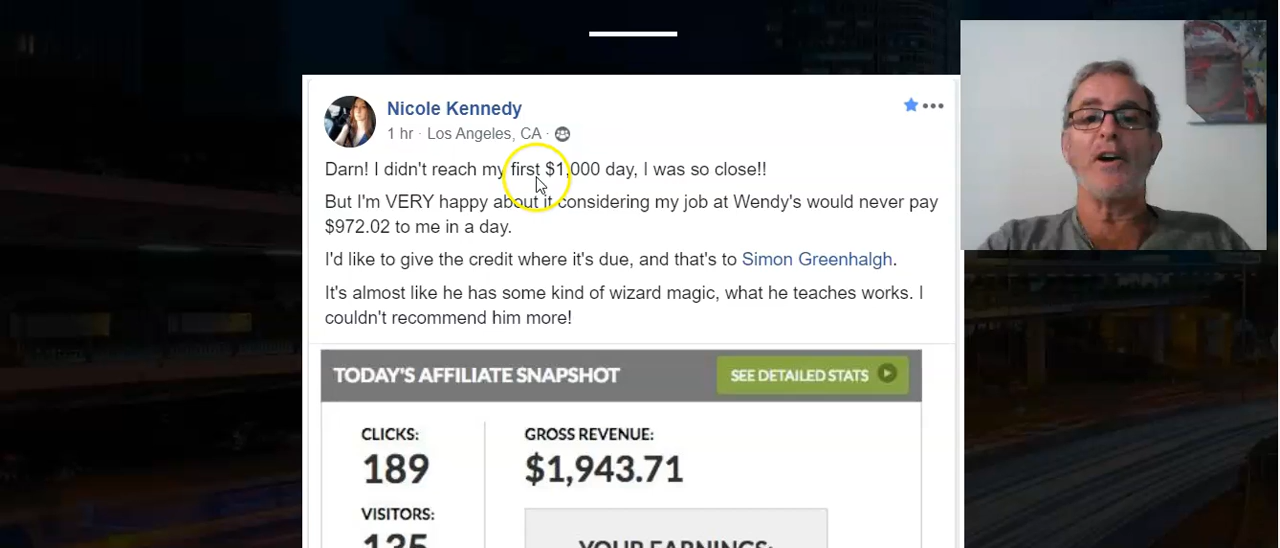 Nicole Kennedy
1 hr · Los Angeles, CA ·
Darn! I didn't reach my first $1,000 day, I was so close!!
But I'm VERY happy about it considering my job at Wendy's would never pay
$972.02 to me in a day.
I'd like to give the credit where it's due, and that's to Simon Greenhalgh.
It's almost like he has some kind of wizard magic, what he teaches works. I
couldn't recommend him more!
TODAY'S AFFILIATE SNAPSHOT
SEE DETAILED STATS
CLICKS:
189
GROSS REVENUE:
$1,943.71
VISITORS:
135
YOUR EARNINGS: